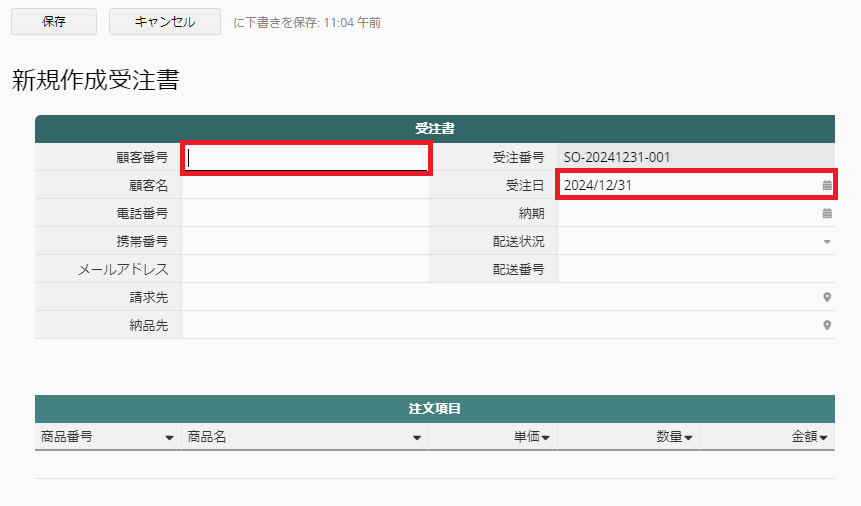 保存 キャンセル に下書きを保存: 11:04 午前
新規作成受注書
受注書
顧客番号 受注番号 SO-20241231-001
顧客名 受注日 2024/12/31
電話番号 納期
携帯番号 配送状況
メールアドレス 配送番号
請求先
納品先
注文項目
商品番号 商品名 単価 数量 金額